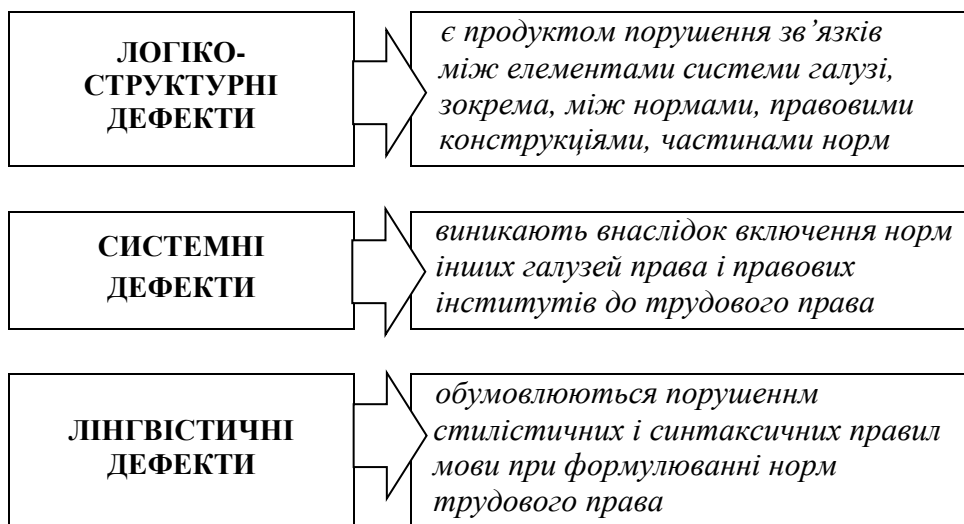 ЛОГІКО-
СТРУКТУРНІ
ДЕФЕКТИ
є продуктом порушення зв’язків
між елементами системи галузі,
зокрема, між нормами, правовими
конструкціями, частинами норм
СИСТЕМНІ
ДЕФЕКТИ
виникають внаслідок включення норм
інших галузей права і правових
інститутів до трудового права
ЛІНГВІСТИЧНІ
ДЕФЕКТИ
обумовлюються порушеннм
стилістичних і синтаксичних правил
мови при формулюванні норм
трудового права